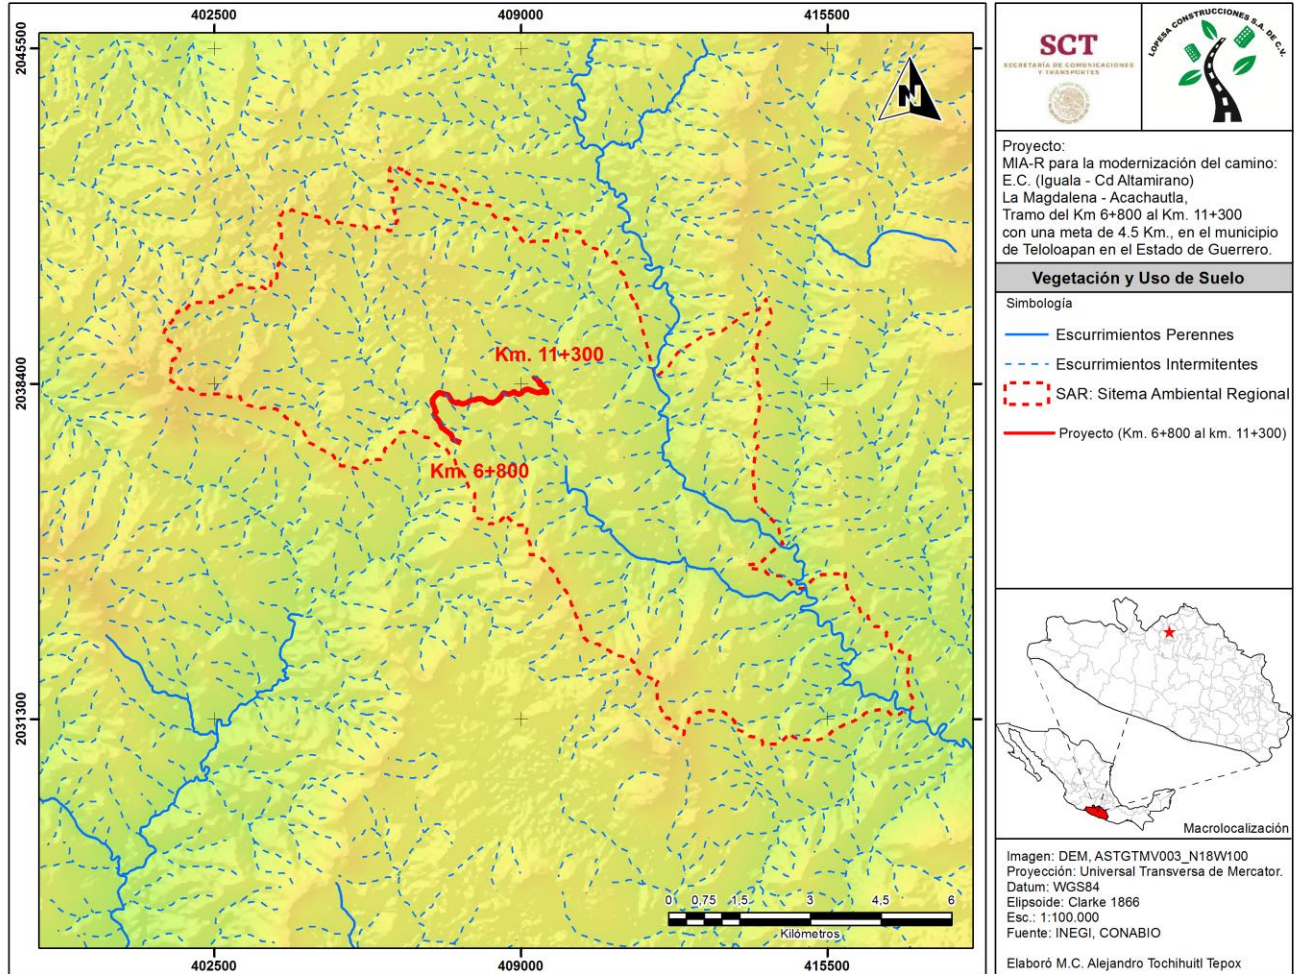 402500
409000
415500
2045500
2038400
2031300
N
Km. 11+300
Km. 6+800
0 0,75 1,5 3 4,5 6
Kilómetros
402500
409000
415500
SCT
SECRETARÍA DE COMUNICACIONES
Y TRANSPORTES
LOPESA CONSTRUCCIONES S.A. DE C.V.
Proyecto:
MIA-R para la modernización del camino:
E.C. (Iguala - Cd Altamirano)
La Magdalena - Acachautla,
Tramo del Km 6+800 al Km. 11+300
con una meta de 4.5 Km., en el municipio
de Teloloapan en el Estado de Guerrero.
Vegetación y Uso de Suelo
Simbología
Escurrimientos Perennes
Escurrimientos Intermitentes
SAR: Sitema Ambiental Regional
Proyecto (Km. 6+800 al km. 11+300)
Macrolocalización
Imagen: DEM, ASTGTMV003_N18W100
Proyección: Universal Transversa de Mercator.
Datum: WGS84
Elipsoide: Clarke 1866
Esc.: 1:100.000
Fuente: INEGI, CONABIO
Elaboró M.C. Alejandro Tochihuitl Tepox